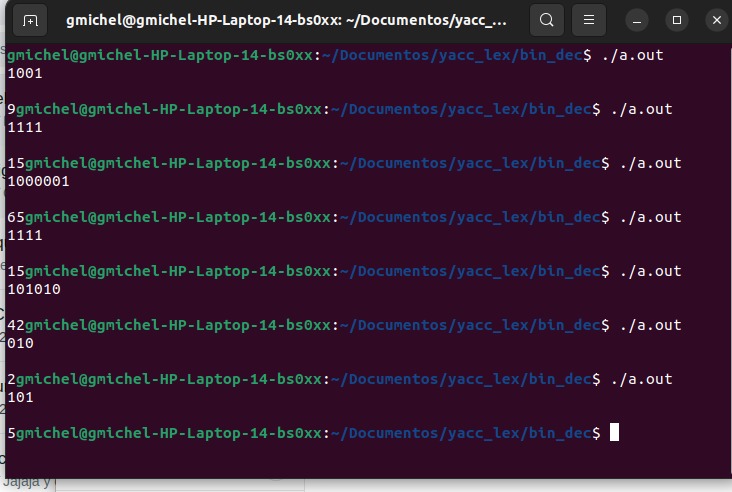 gmichel@gmichel-HP-Laptop-14-bs0xx: ~/Documentos/yacc_...
gmichel@gmichel-HP-Laptop-14-bs0xx:~/Documentos/yacc_lex/bin_dec$ ./a.out
1001
9gmichel@gmichel-HP-Laptop-14-bs0xx:~/Documentos/yacc_lex/bin_dec$ ./a.out
1111
15gmichel@gmichel-HP-Laptop-14-bs0xx:~/Documentos/yacc_lex/bin_dec$ ./a.out
1000001
65gmichel@gmichel-HP-Laptop-14-bs0xx:~/Documentos/yacc_lex/bin_dec$ ./a.out
1111
15gmichel@gmichel-HP-Laptop-14-bs0xx:~/Documentos/yacc_lex/bin_dec$ ./a.out
101010
42gmichel@gmichel-HP-Laptop-14-bs0xx:~/Documentos/yacc_lex/bin_dec$ ./a.out
010
2gmichel@gmichel-HP-Laptop-14-bs0xx:~/Documentos/yacc_lex/bin_dec$ ./a.out
101
5gmichel@gmichel-HP-Laptop-14-bs0xx:~/Documentos/yacc_lex/bin_dec$
Jajaja y